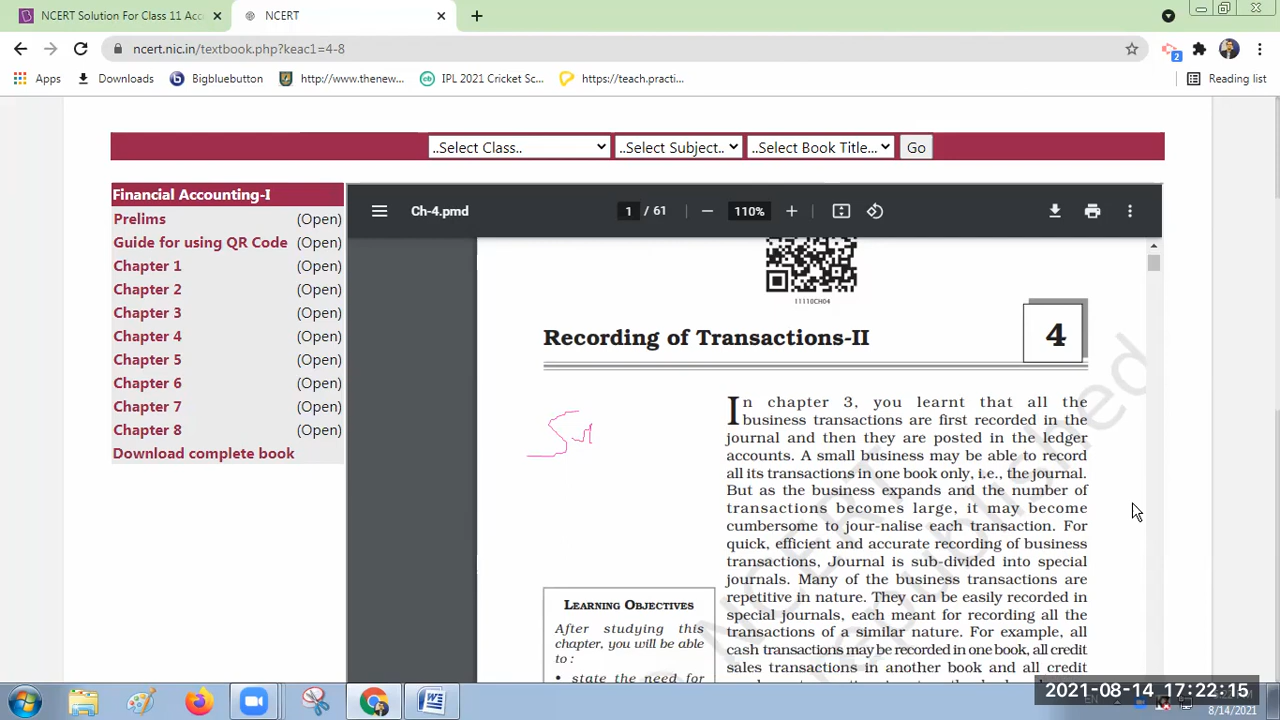 NCERT Solution For Class 11 Acc
NCERT
ncert.nic.in/textbook.php?keac1=4-8
2
Apps
Downloads
Bigbluebutton
http://www.thenew...
IPL 2021 Cricket Sc...
https://teach.practi...
Reading list
..Select Class..
..Select Subject..
..Select Book Title...
Go
Financial Accounting-I
Prelims (Open)
Guide for using QR Code (Open)
Chapter 1 (Open)
Chapter 2 (Open)
Chapter 3 (Open)
Chapter 4 (Open)
Chapter 5 (Open)
Chapter 6 (Open)
Chapter 7 (Open)
Chapter 8 (Open)
Download complete book
Ch-4.pmd
1 / 61
110%
11110CH04
Recording of Transactions-II
4
In chapter 3, you learnt that all the
business transactions are first recorded in the
journal and then they are posted in the ledger
accounts. A small business may be able to record
all its transactions in one book only, i.e., the journal.
But as the business expands and the number of
transactions becomes large, it may become
cumbersome to jour-nalise each transaction. For
quick, efficient and accurate recording of business
transactions, Journal is sub-divided into special
journals. Many of the business transactions are
repetitive in nature. They can be easily recorded in
special journals, each meant for recording all the
transactions of a similar nature. For example, all
cash transactions may be recorded in one book, all credit
sales transactions in another book and all credit
LEARNING OBJECTIVES
After studying this
chapter, you will be able
to :
• state the need for
NCERT
republished
2021-08-14 17:22:15
EN
8/14/2021